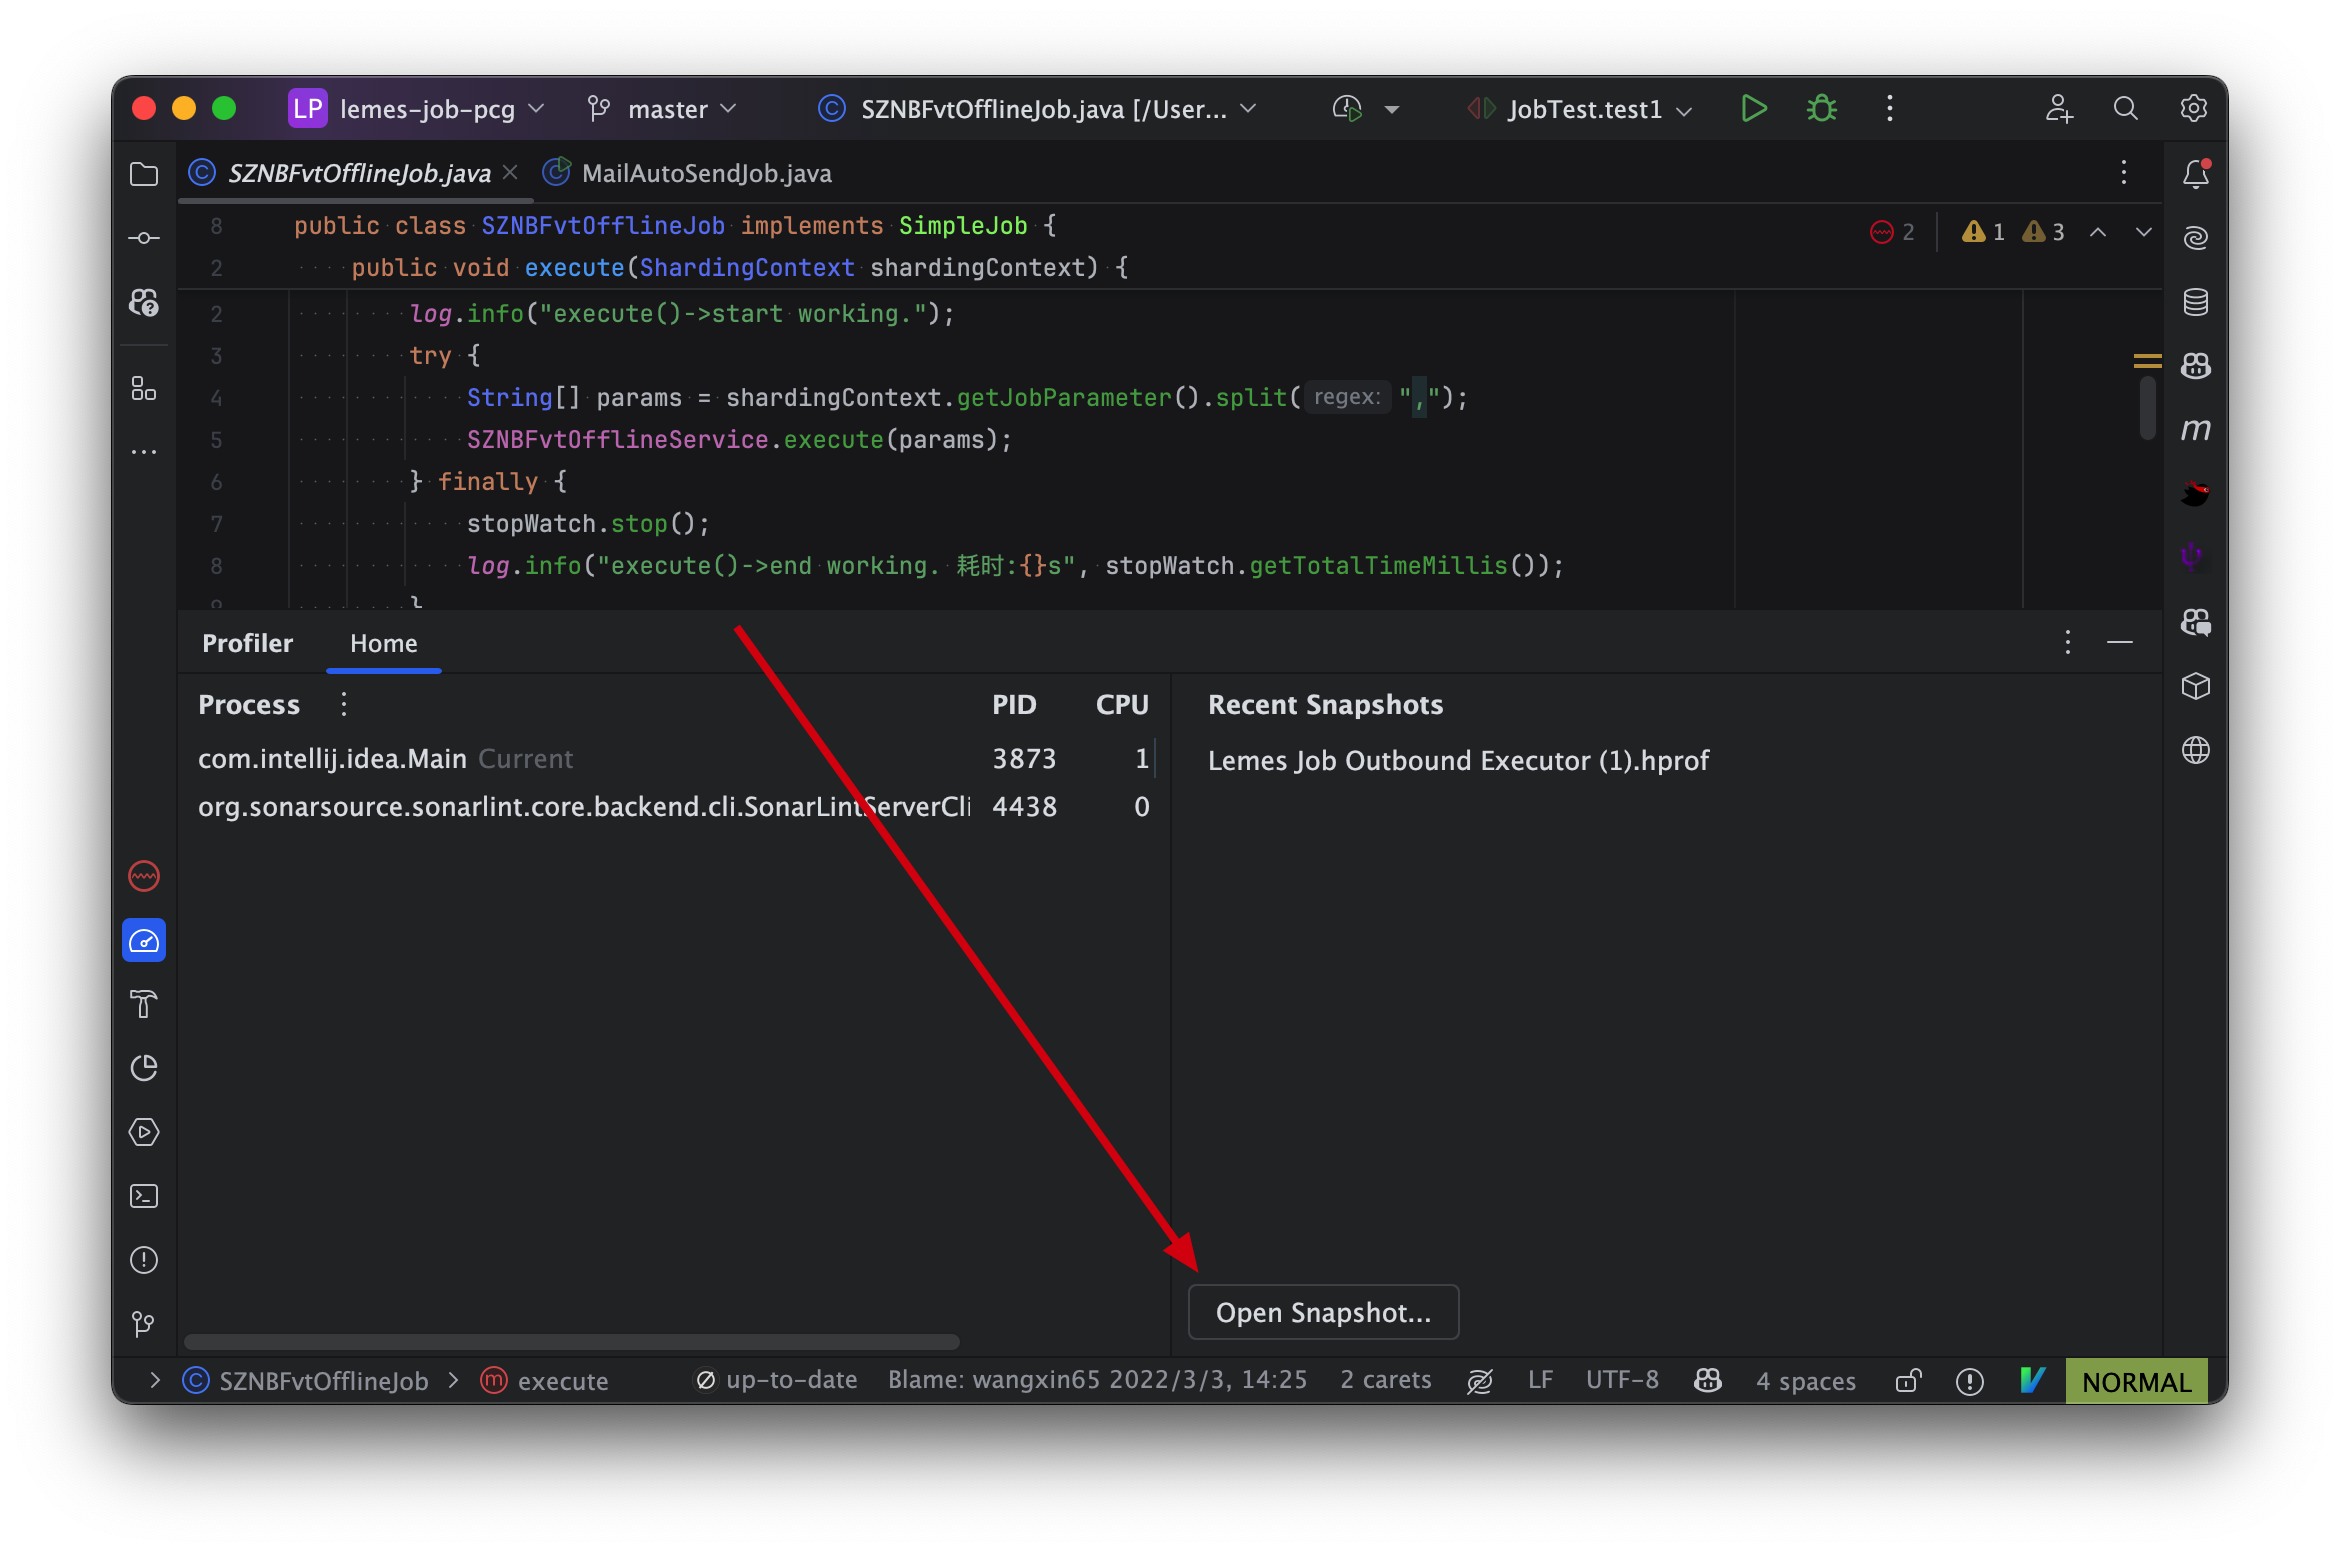 LP lemes-job-pcg master SZNBFvtOfflineJob.java [/User... JobTest.test1
SZNBFvtOfflineJob.java MailAutoSendJob.java
8 public class SZNBFvtOfflineJob implements SimpleJob {
2 public void execute(ShardingContext shardingContext) {
2 1 3
2 log.info("execute()->start working.");
3 try {
4 String[] params = shardingContext.getJobParameter().split( regex: ",");
5 SZNBFvtOfflineService.execute(params);
6 } finally {
7 stopWatch.stop();
8 log.info("execute()->end working. 耗时:{}s", stopWatch.getTotalTimeMillis());
9 }
Profiler Home
Process PID CPU
com.intellij.idea.Main Current 3873 1
org.sonarsource.sonarlint.core.backend.cli.SonarLintServerCli 4438 0
Recent Snapshots
Lemes Job Outbound Executor (1).hprof
Open Snapshot...
SZNBFvtOfflineJob execute up-to-date Blame: wangxin65 2022/3/3, 14:25 2 carets LF UTF-8 4 spaces NORMAL